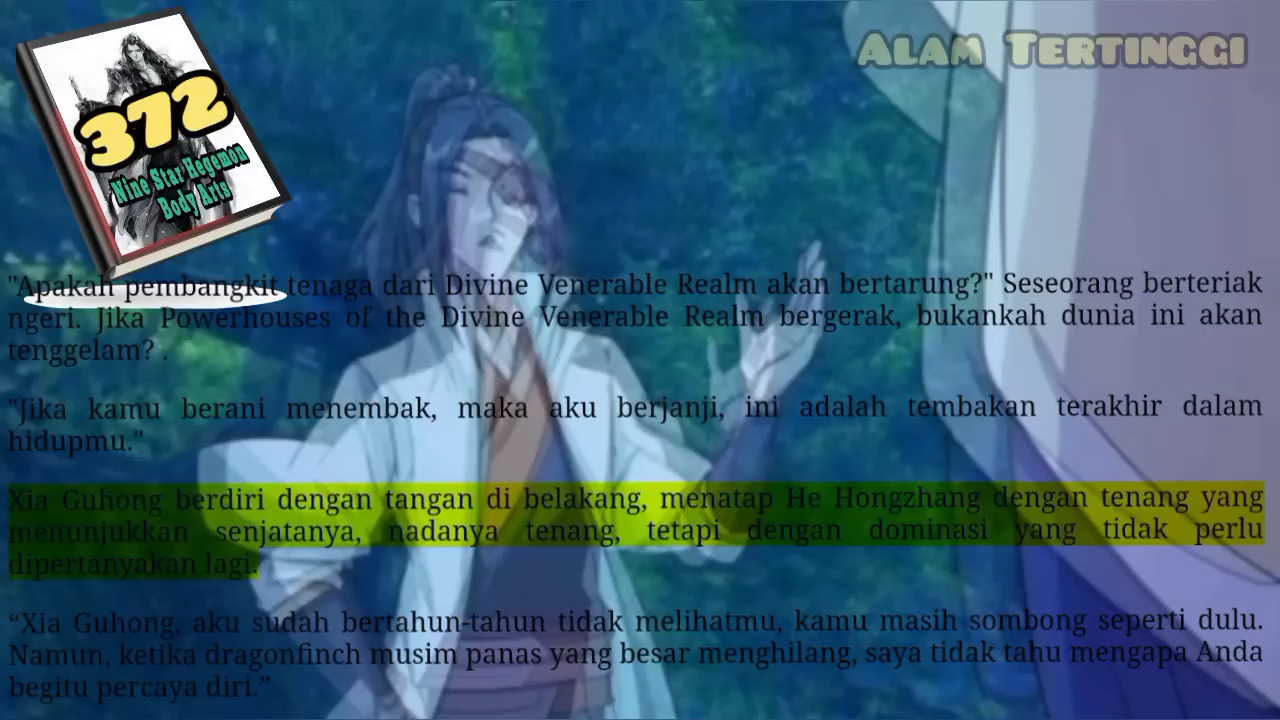 Alam Tertinggi
372
Nine Star Hegemon
Body Arts
"Apakah pembangkit tenaga dari Divine Venerable Realm akan bertarung?" Seseorang berteriak
ngeri. Jika Powerhouses of the Divine Venerable Realm bergerak, bukankah dunia ini akan
tenggelam? .
"Jika kamu berani menembak, maka aku berjanji, ini adalah tembakan terakhir dalam
hidupmu."
Xia Guhong berdiri dengan tangan di belakang, menatap He Hongzhang dengan tenang yang
menunjukkan senjatanya, nadanya tenang, tetapi dengan dominasi yang tidak perlu
dipertanyakan lagi.
“Xia Guhong, aku sudah bertahun-tahun tidak melihatmu, kamu masih sombong seperti dulu.
Namun, ketika dragonfinch musim panas yang besar menghilang, saya tidak tahu mengapa Anda
begitu percaya diri.”